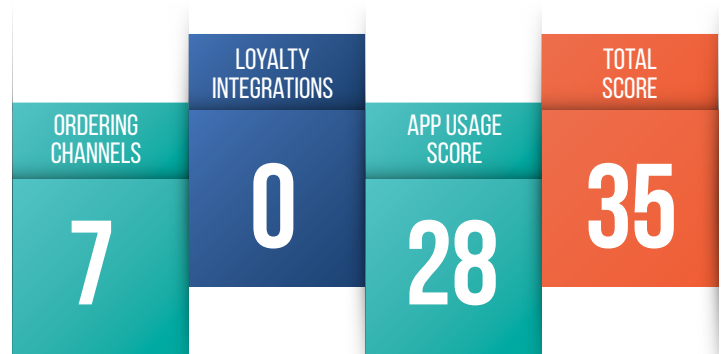 ORDERING
CHANNELS
7
LOYALTY
INTEGRATIONS
0
APP USAGE
SCORE
28
TOTAL
SCORE
35